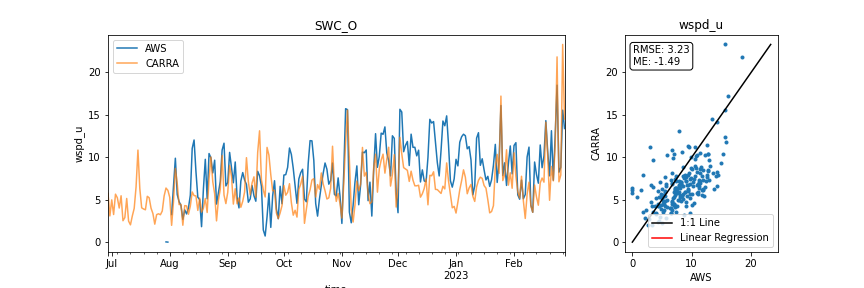 SWC_O
AWS
CARRA
wspd_u
20
15
10
5
0
Jul
Aug
Sep
Oct
Nov
Dec
Jan
2023
Feb
time
wspd_u
RMSE: 3.23
ME: -1.49
CARRA
20
15
10
5
0
1:1 Line
Linear Regression
0
10
20
AWS